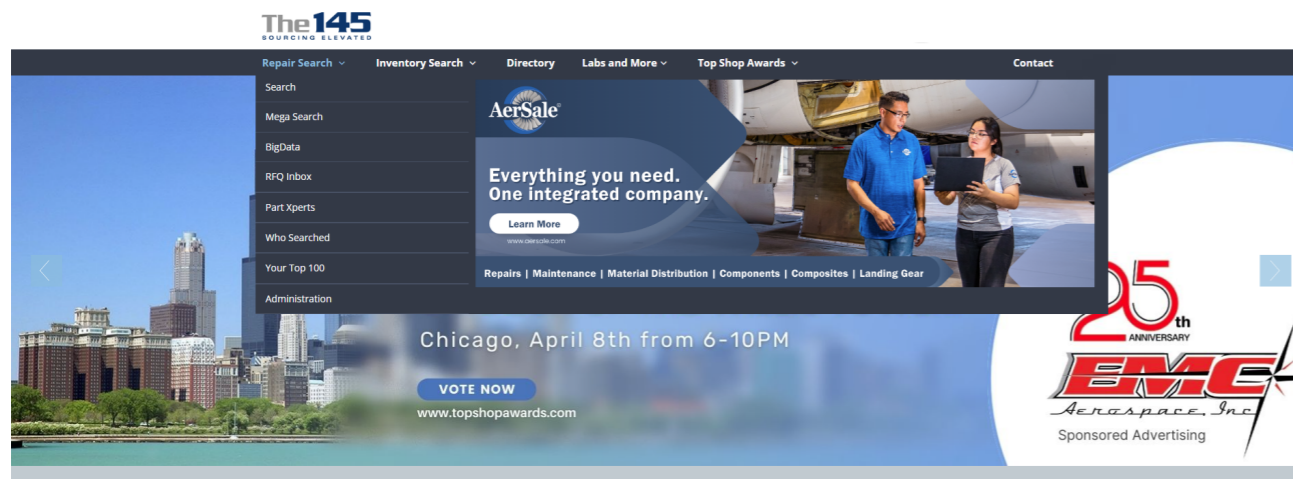 The 145
SOURCING ELEVATED
Repair Search Inventory Search Directory Labs and More Top Shop Awards Contact
Search
Mega Search
BigData
RFQ Inbox
Part Xperts
Who Searched
Your Top 100
Administration
AerSale®
Everything you need.
One integrated company.
Learn More
www.aersale.com
Repairs | Maintenance | Material Distribution | Components | Composites | Landing Gear
Chicago, April 8th from 6-10PM
VOTE NOW
www.topshopawards.com
25th
ANNIVERSARY
EMC
Aerospace, Inc
Sponsored Advertising